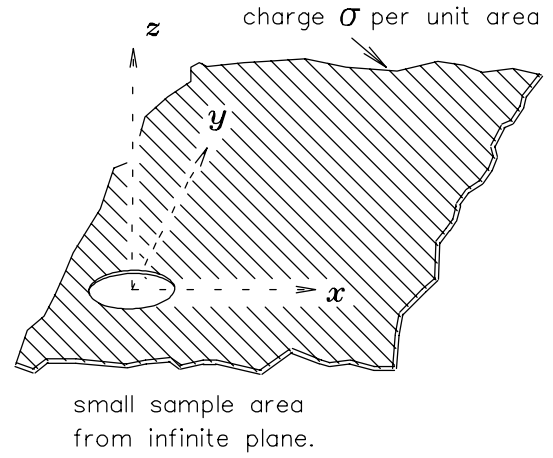 charge σ per unit area
z
y
x
small sample area
from infinite plane.